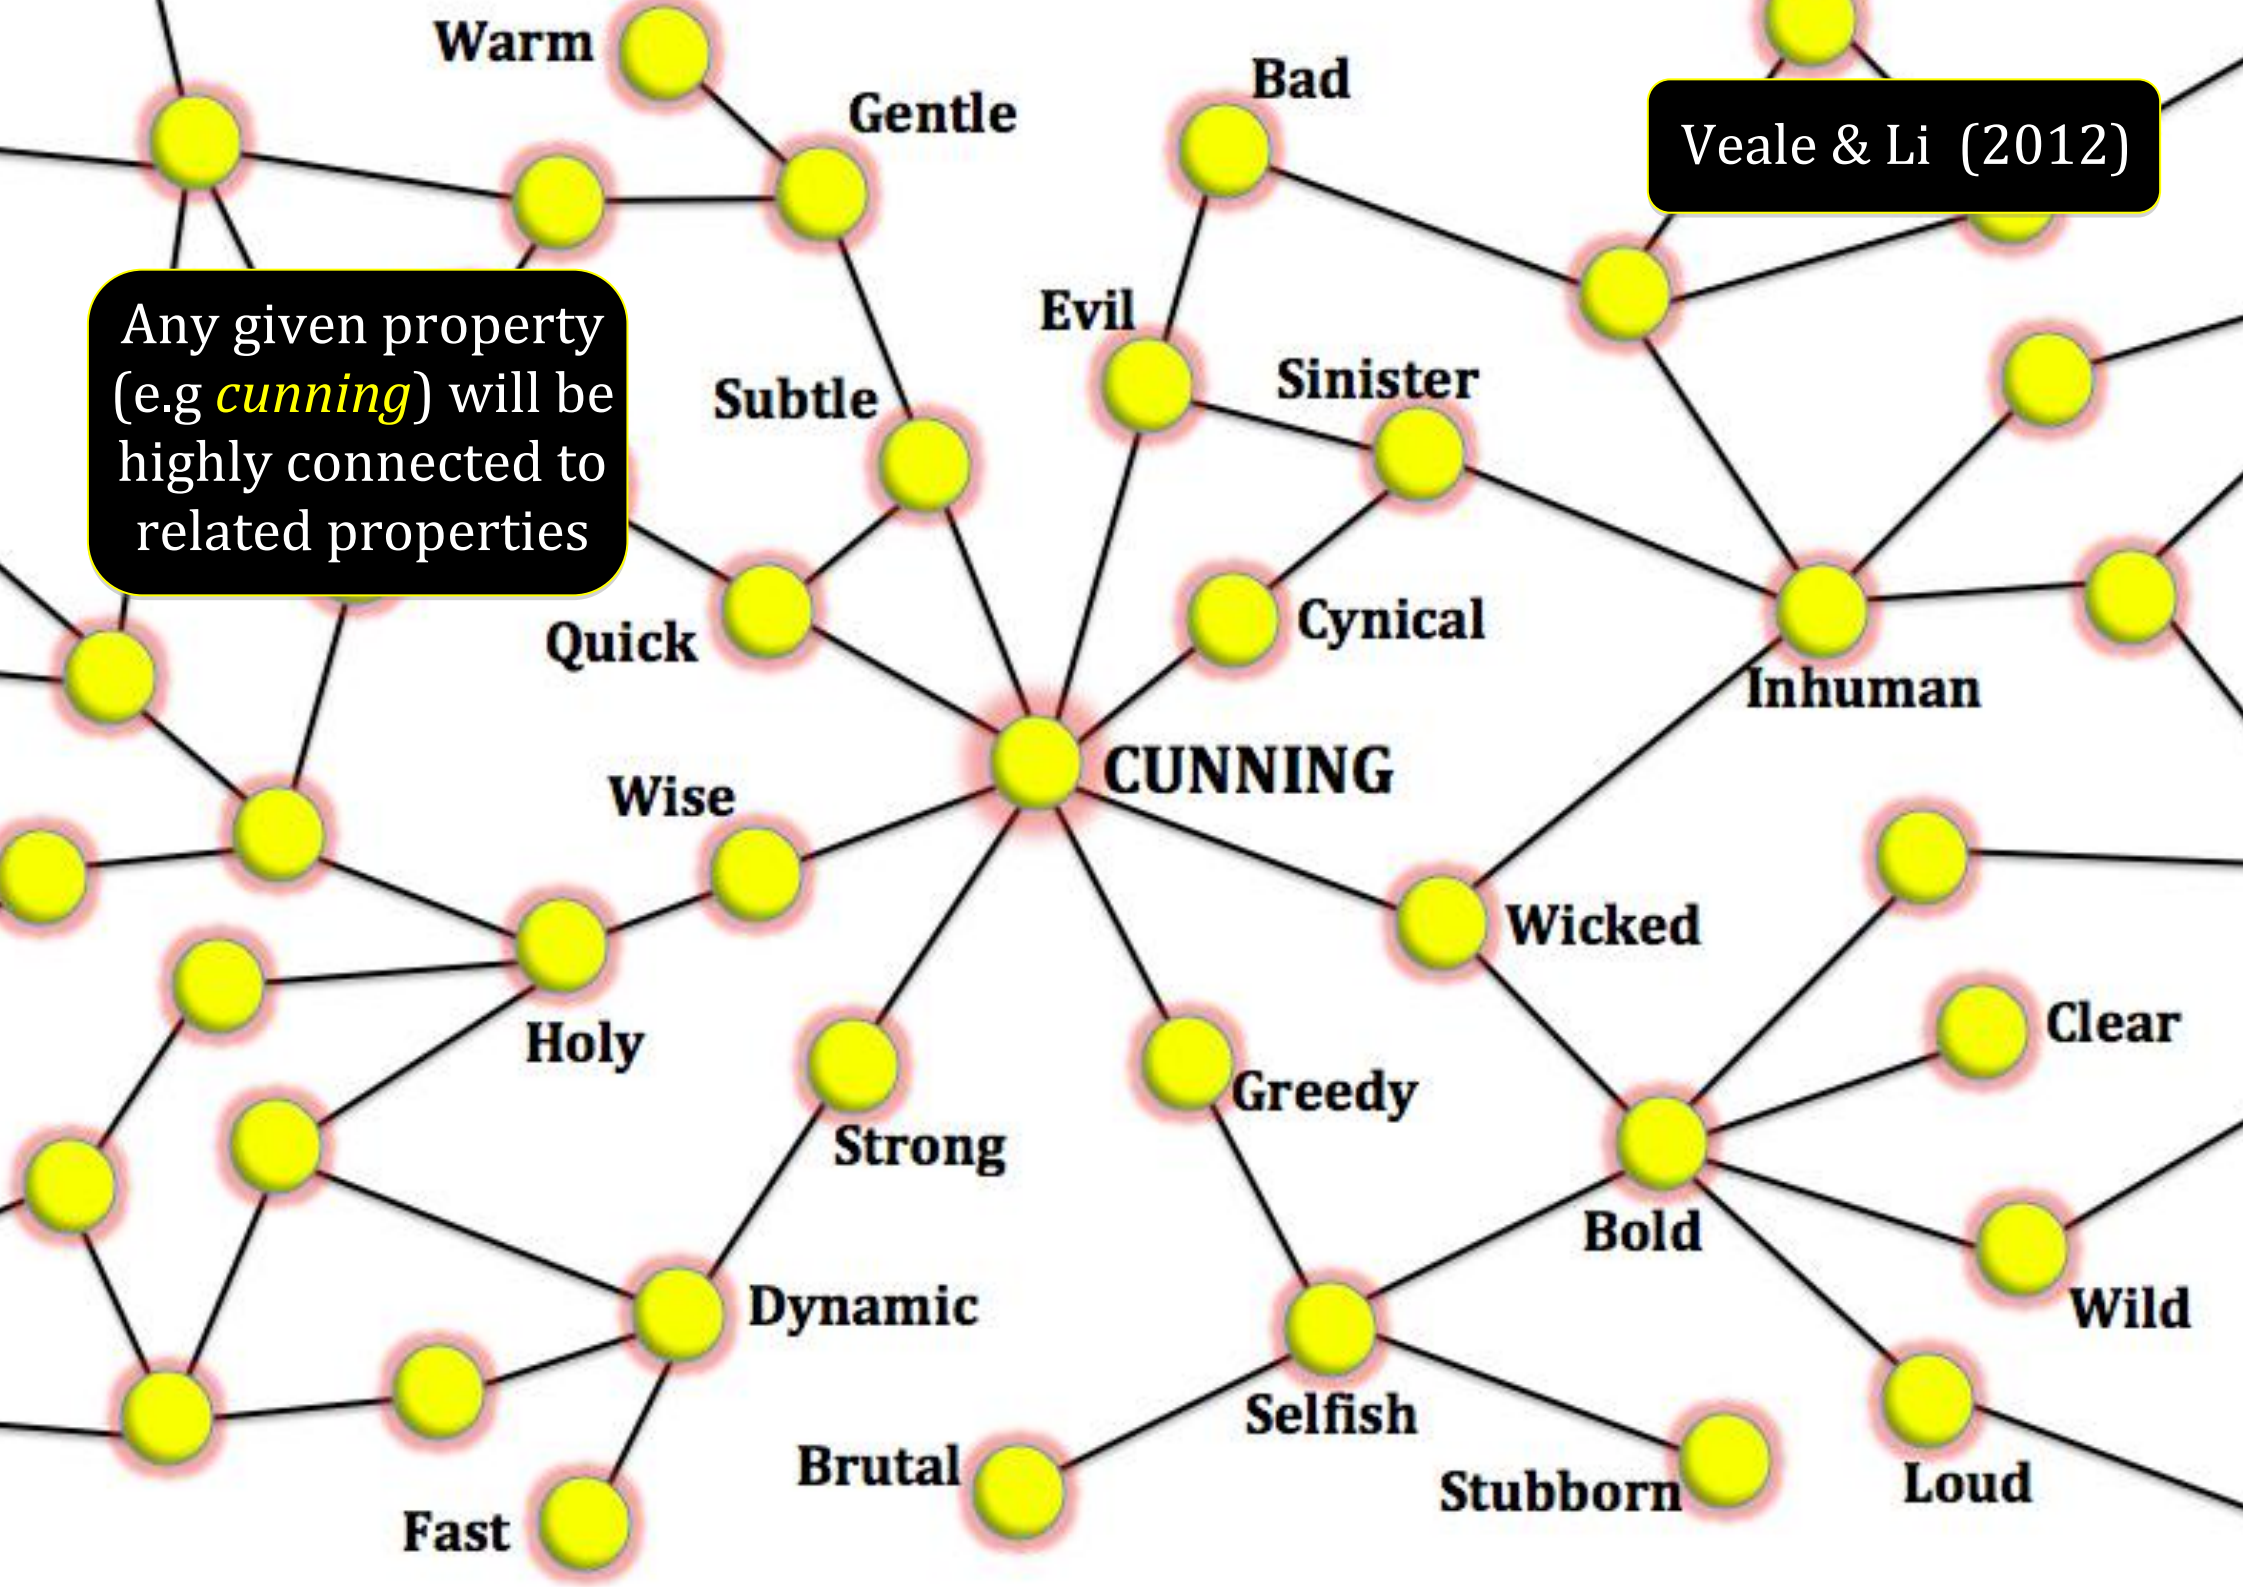 Warm
Bad
Gentle
Veale & Li (2012)
Any given property
(e.g cunning) will be
highly connected to
related properties
Evil
Sinister
Subtle
Quick
Cynical
Inhuman
CUNNING
Wise
Wicked
Holy
Clear
Greedy
Strong
Bold
Dynamic
Wild
Selfish
Brutal
Stubborn
Loud
Fast